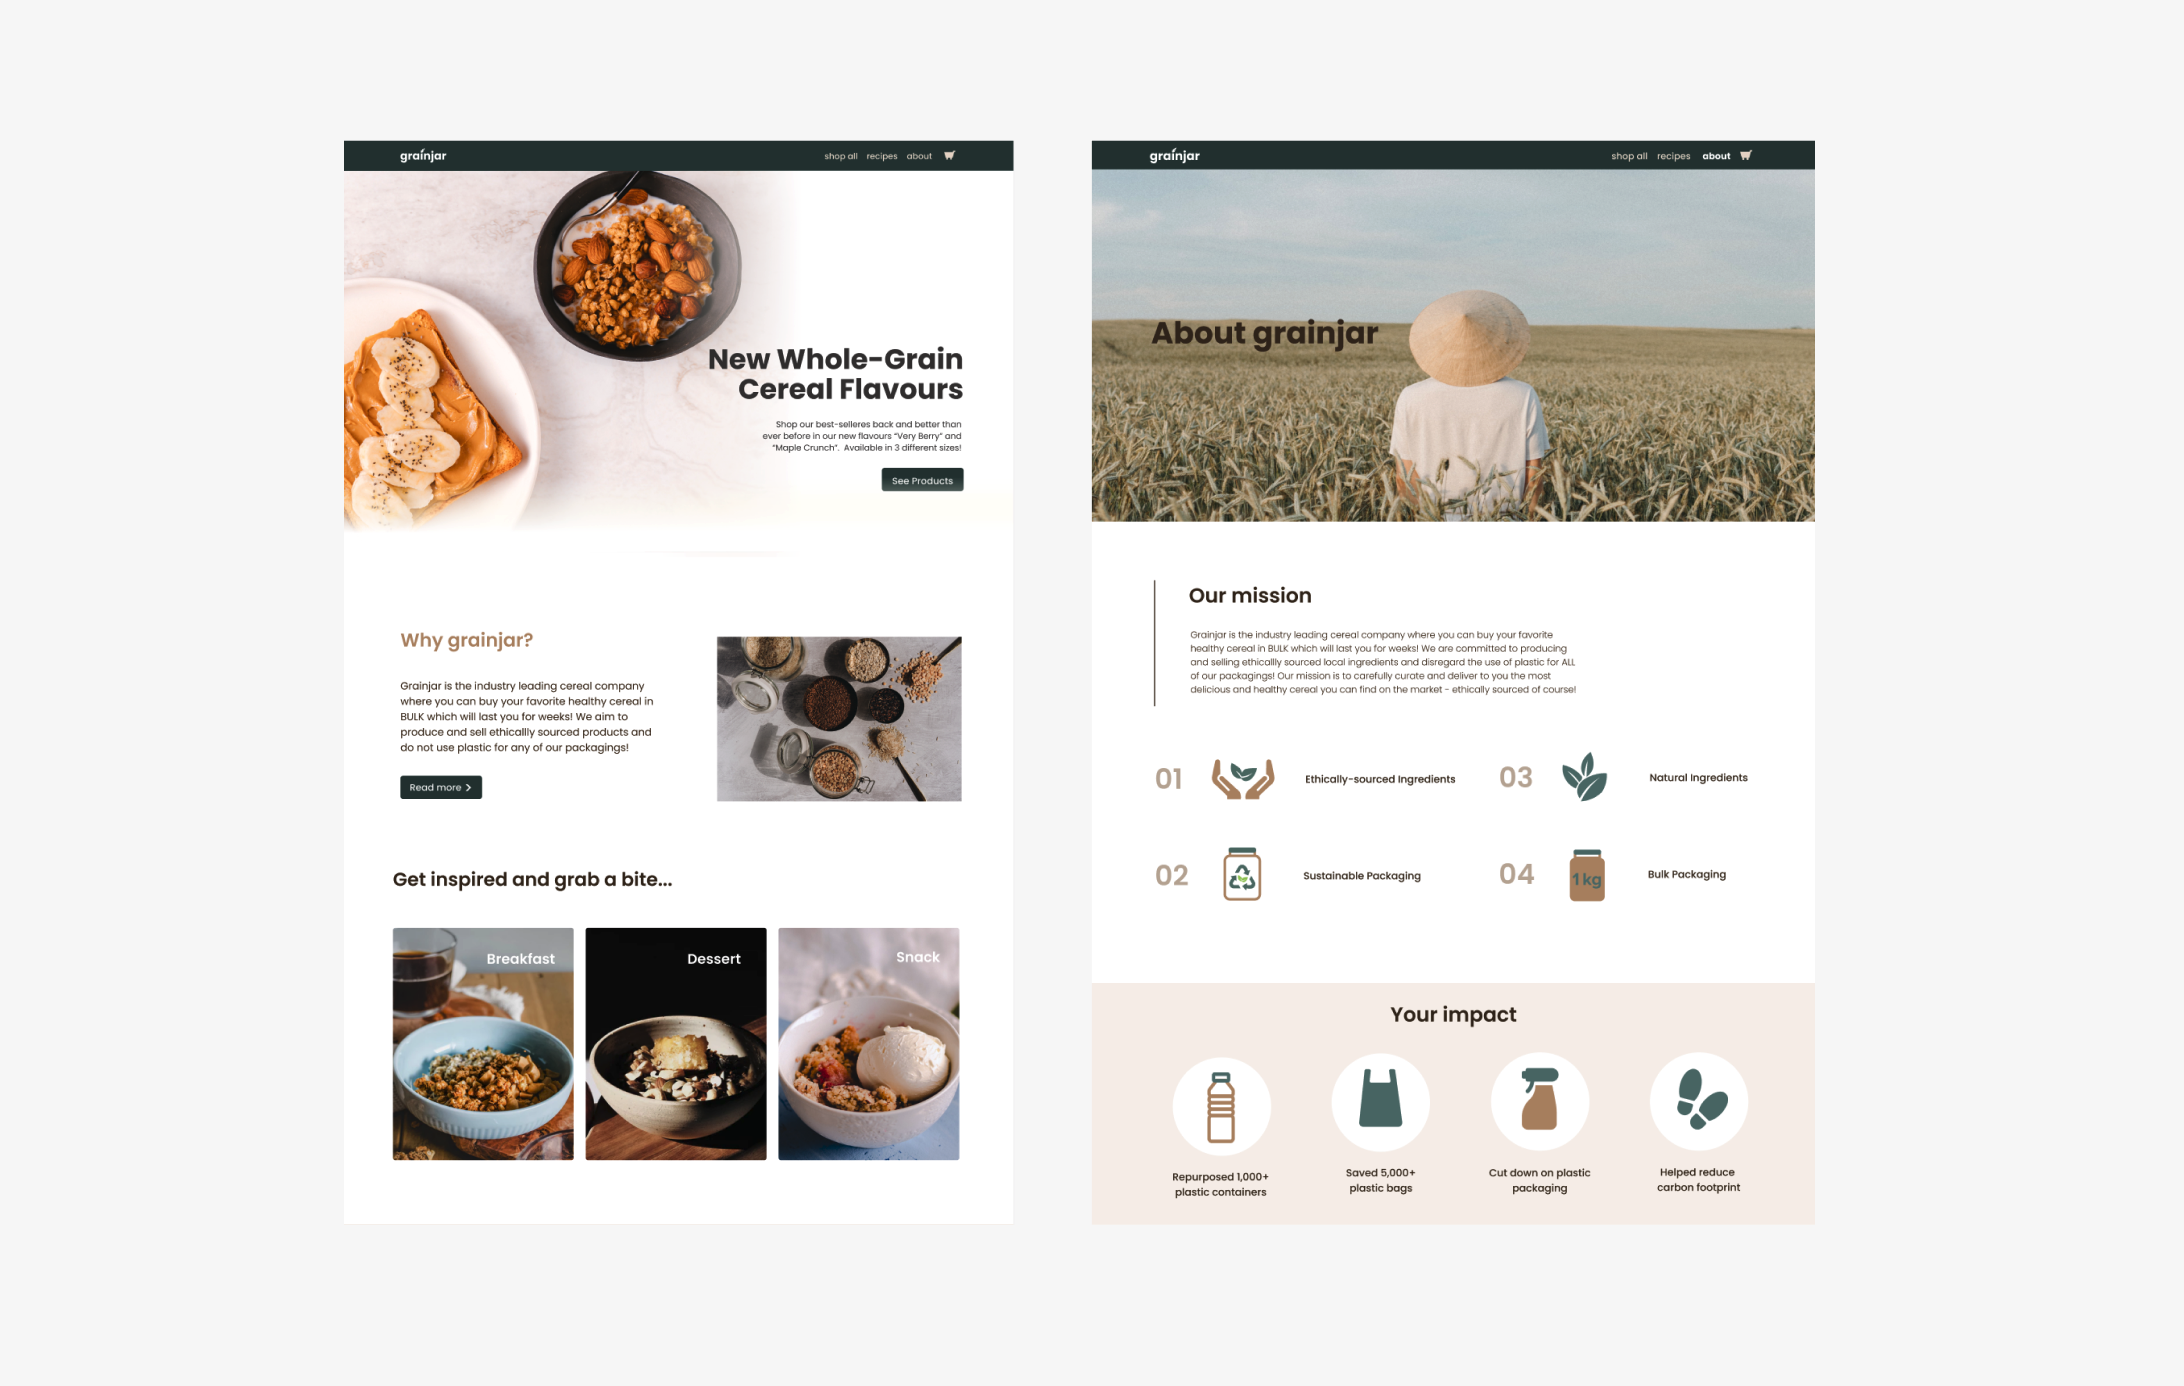 graínjar
shop all recipes about
New Whole-Grain
Cereal Flavours
Shop our best-selleres back and better than
ever before in our new flavours "Very Berry" and
"Maple Crunch". Available in 3 different sizes!
See Products
Why grainjar?
Grainjar is the industry leading cereal company
where you can buy your favorite healthy cereal in
BULK which will last you for weeks! We aim to
produce and sell ethicallly sourced products and
do not use plastic for any of our packagings!
Read more
Get inspired and grab a bite...
Breakfast
Dessert
Snack
graínjar
shop all recipes about
About grainjar
Our mission
Grainjar is the industry leading cereal company where you can buy your favorite
healthy cereal in BULK which will last you for weeks! We are committed to producing
and selling ethicallly sourced local ingredients and disregard the use of plastic for ALL
of our packagings! Our mission is to carefully curate and deliver to you the most
delicious and healthy cereal you can find on the market - ethically sourced of course!
01 Ethically-sourced Ingredients
03 Natural Ingredients
02 Sustainable Packaging
04 1 kg Bulk Packaging
Your impact
Repurposed 1,000+
plastic containers
Saved 5,000+
plastic bags
Cut down on plastic
packaging
Helped reduce
carbon footprint